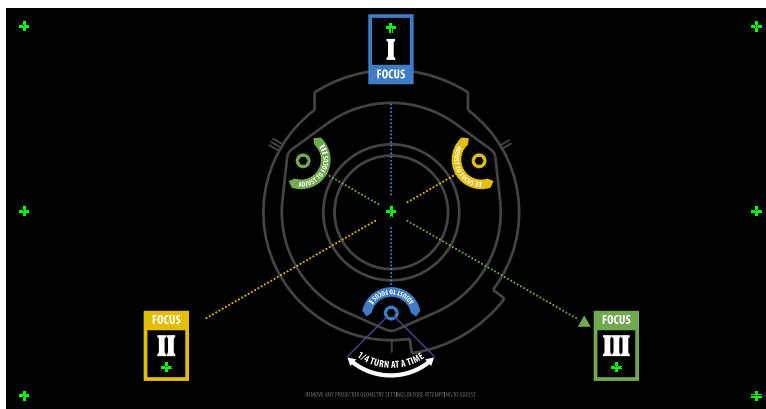 I
FOCUS
ADJUST TO FOCUS III
ADJUST TO FOCUS II
ADJUST TO FOCUS I
FOCUS
II
FOCUS
III
1/4 TURN AT A TIME
REMOVE ANY PROJECTOR GEOMETRY SETTINGS BEFORE ATTEMPTING TO ADJUST